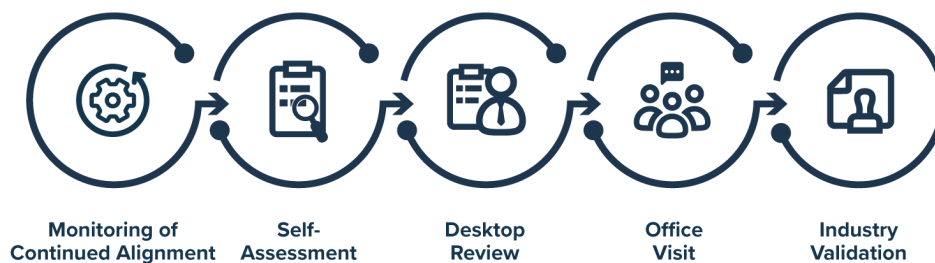 Monitoring of
Continued Alignment
Self-
Assessment
Desktop
Review
Office
Visit
Industry
Validation